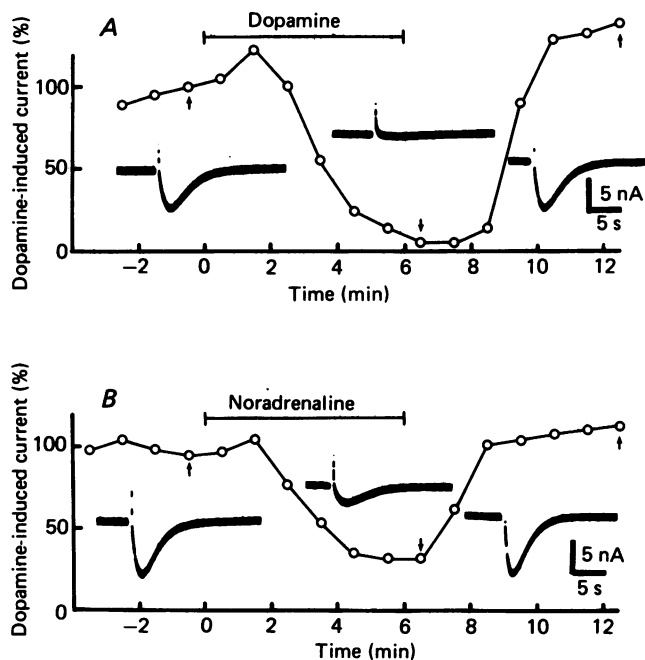 A
Dopamine
Dopamine-induced current (%)
100
50
0
5 nA
5 s
−2 0 2 4 6 8 10 12
Time (min)
B
Noradrenaline
Dopamine-induced current (%)
100
50
0
5 nA
5 s
−2 0 2 4 6 8 10 12
Time (min)